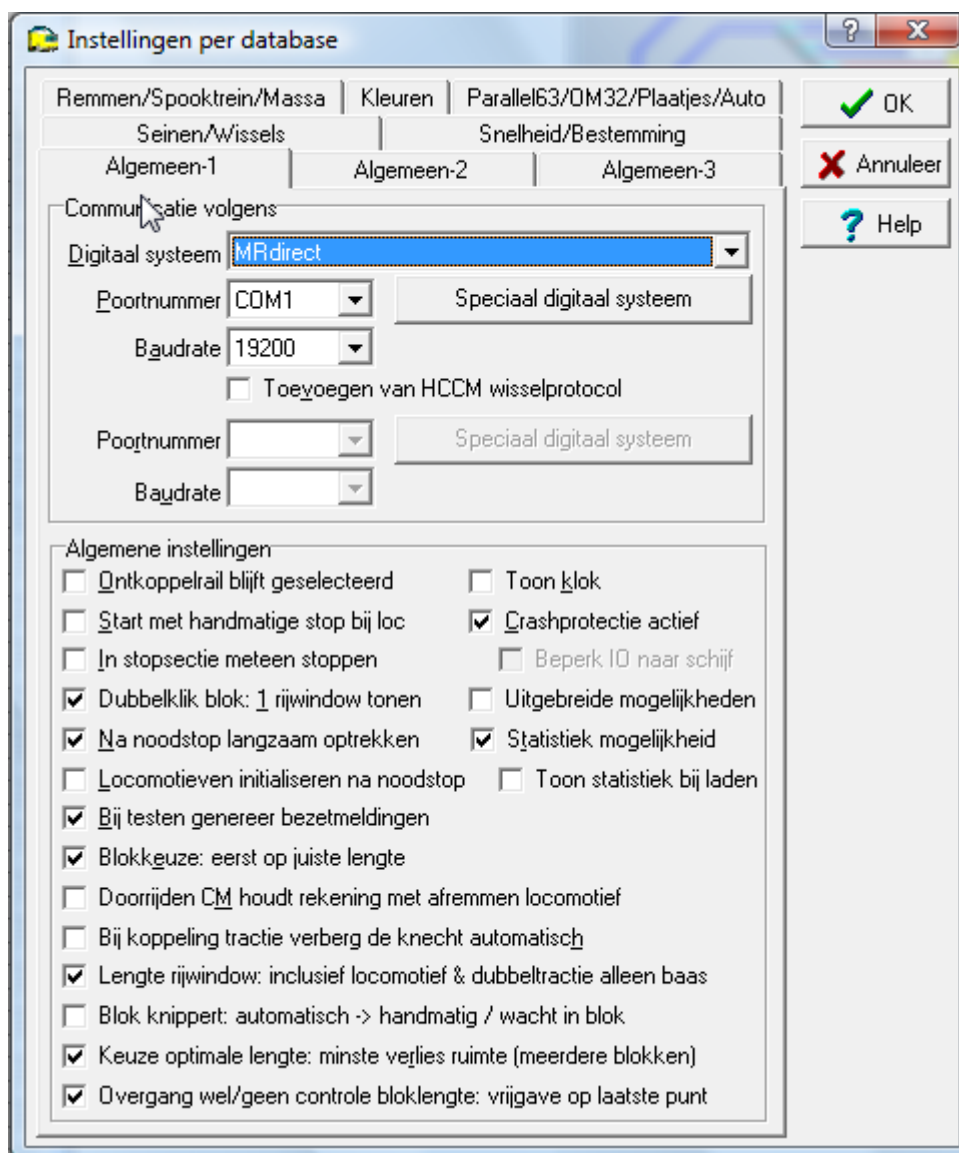 Instellingen per database
Remmen/Spooktrein/Massa Kleuren Parallel63/OM32/Plaatjes/Auto
Seinen/Wissels Snelheid/Bestemming
Algemeen-1 Algemeen-2 Algemeen-3
OK
Annuleer
Help
Communicatie volgens
Digitaal systeem MRdirect
Poortnummer COM1 Speciaal digitaal systeem
Baudrate 19200
Toevoegen van HCCM wisselprotocol
Poortnummer Speciaal digitaal systeem
Baudrate
Algemene instellingen
Ontkoppelrail blijft geselecteerd Toon klok
Start met handmatige stop bij loc Crashprotectie actief
In stopsectie meteen stoppen Beperk IO naar schijf
Dubbelklik blok: 1 rijwindow tonen Uitgebreide mogelijkheden
Na noodstop langzaam optrekken Statistiek mogelijkheid
Locomotieven initialiseren na noodstop Toon statistiek bij laden
Bij testen genereer bezetmeldingen
Blokkeuze: eerst op juiste lengte
Doorrijden CM houdt rekening met afremmen locomotief
Bij koppeling tractie verberg de knecht automatisch
Lengte rijwindow: inclusief locomotief & dubbeltractie alleen baas
Blok knippert: automatisch -> handmatig / wacht in blok
Keuze optimale lengte: minste verlies ruimte (meerdere blokken)
Overgang wel/geen controle bloklengte: vrijgave op laatste punt